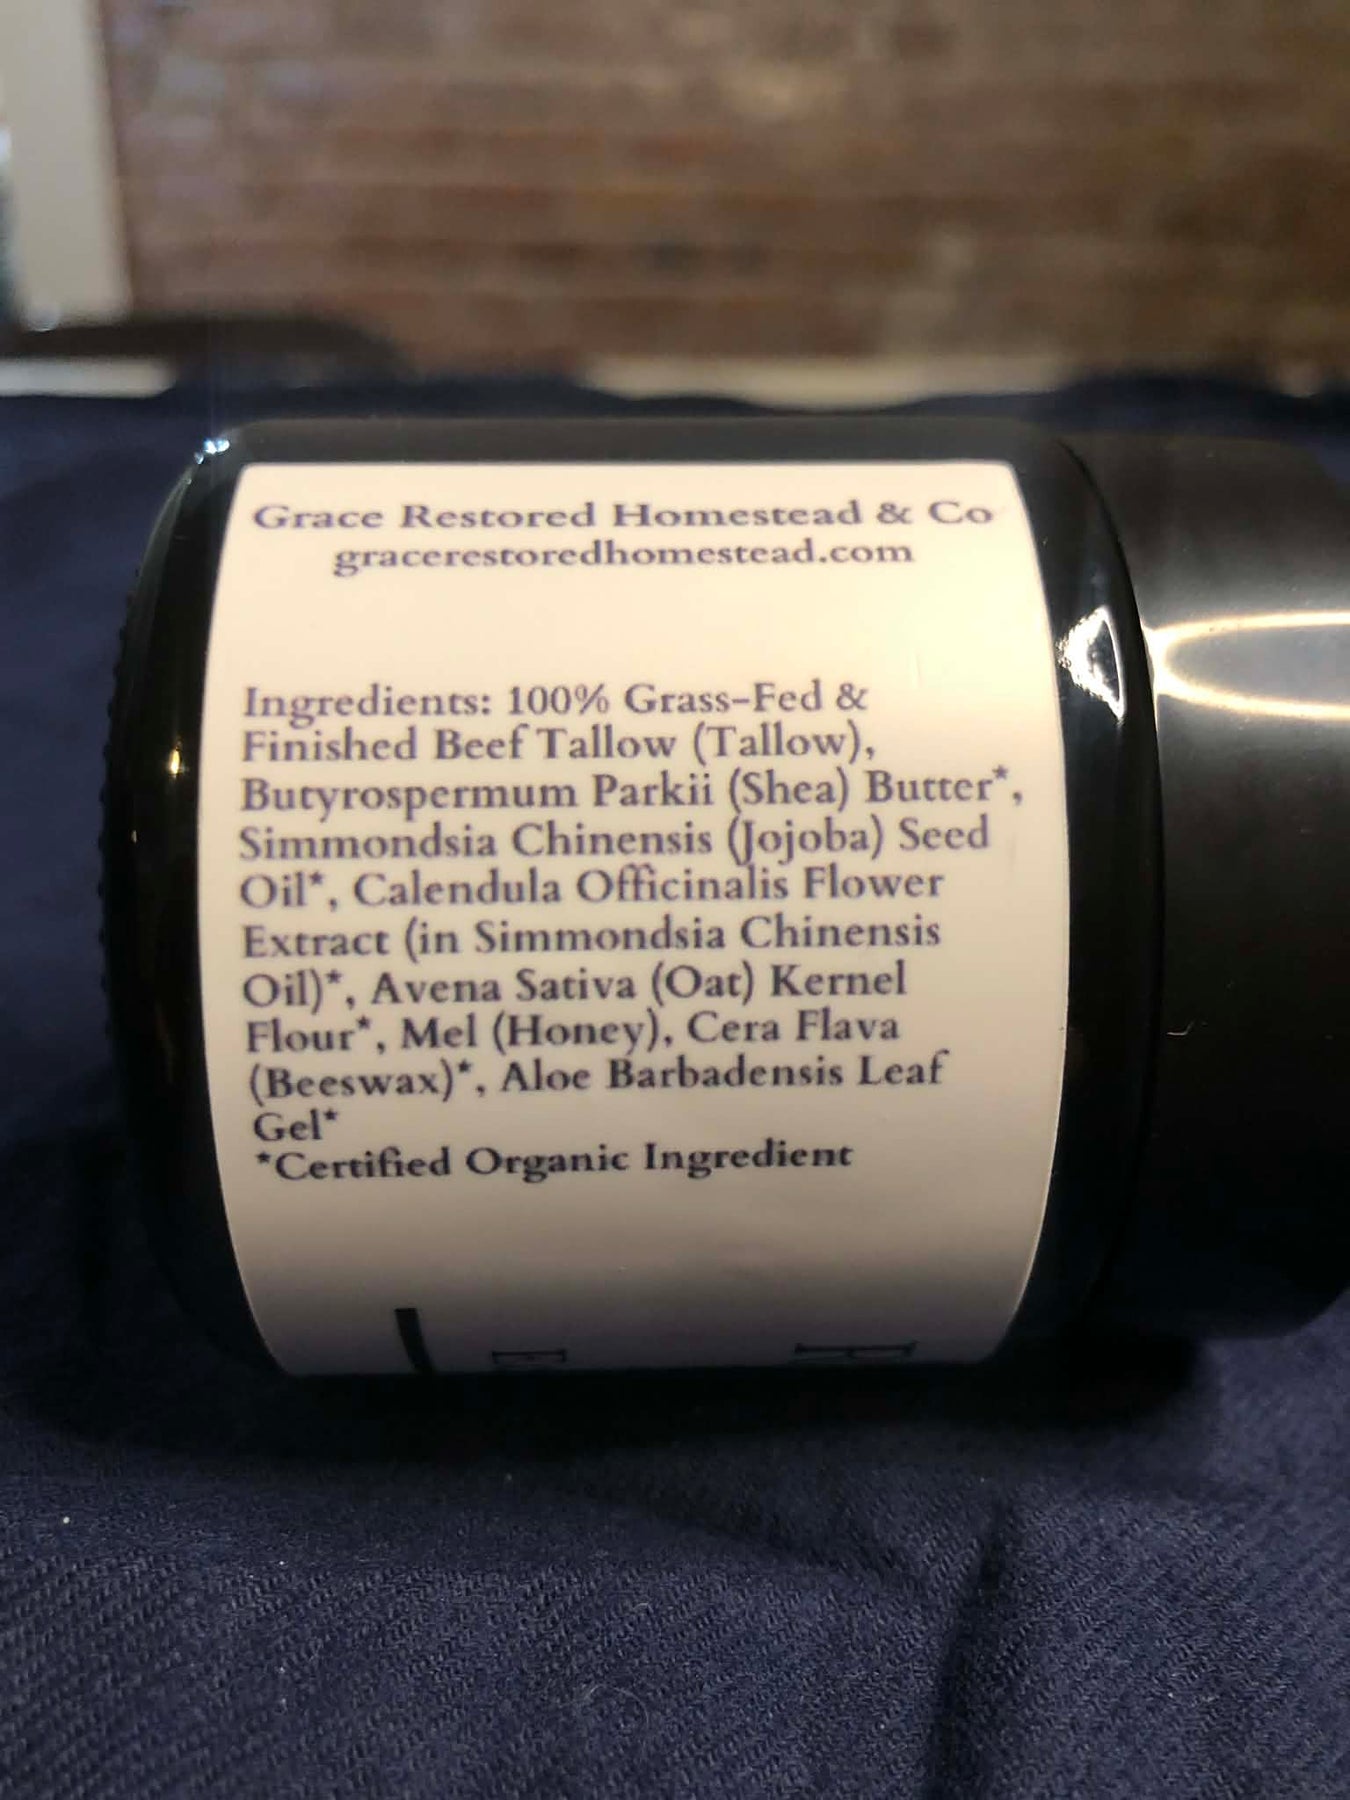 Grace Restored Homestead & Co
gracerestoredhomestead.com
Ingredients: 100% Grass-Fed &
Finished Beef Tallow (Tallow),
Butyrospermum Parkii (Shea) Butter*,
Simmondsia Chinensis (Jojoba) Seed
Oil*, Calendula Officinalis Flower
Extract (in Simmondsia Chinensis
Oil)*, Avena Sativa (Oat) Kernel
Flour*, Mel (Honey), Cera Flava
(Beeswax)*, Aloe Barbadensis Leaf
Gel*
*Certified Organic Ingredient